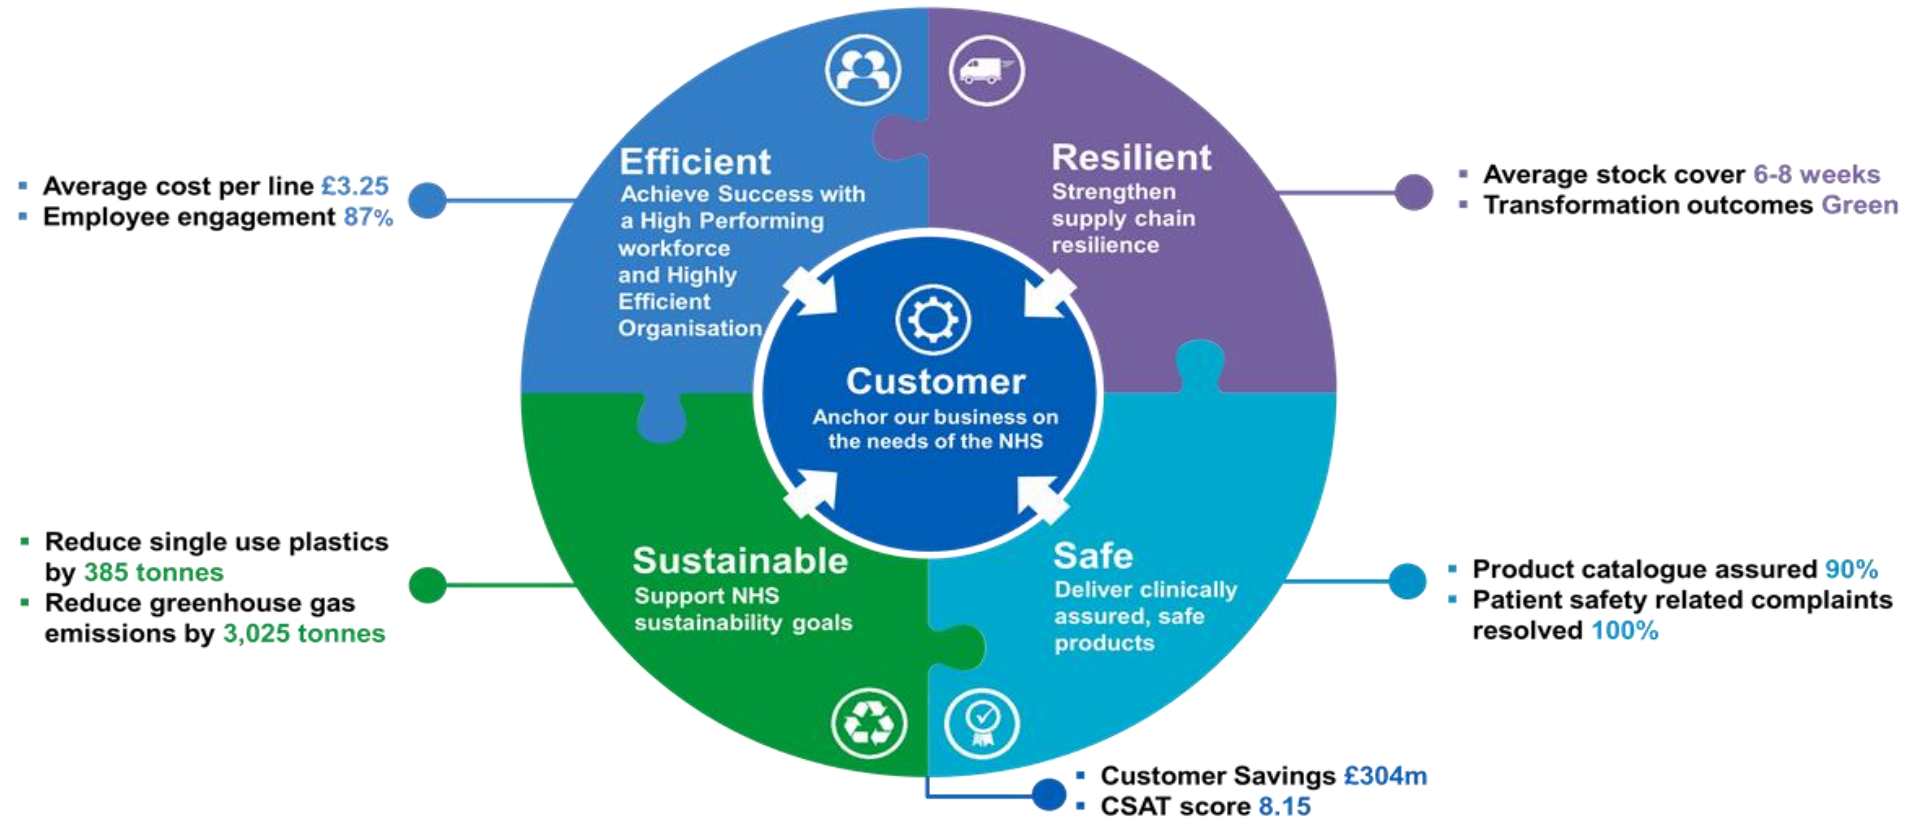 Efficient
Achieve Success with
a High Performing
workforce
and Highly
Efficient
Organisation
▪ Average cost per line £3.25
▪ Employee engagement 87%
Resilient
Strengthen
supply chain
resilience
▪ Average stock cover 6-8 weeks
▪ Transformation outcomes Green
Customer
Anchor our business on
the needs of the NHS
Sustainable
Support NHS
sustainability goals
▪ Reduce single use plastics
by 385 tonnes
▪ Reduce greenhouse gas
emissions by 3,025 tonnes
Safe
Deliver clinically
assured, safe
products
▪ Product catalogue assured 90%
▪ Patient safety related complaints
resolved 100%
▪ Customer Savings £304m
▪ CSAT score 8.15